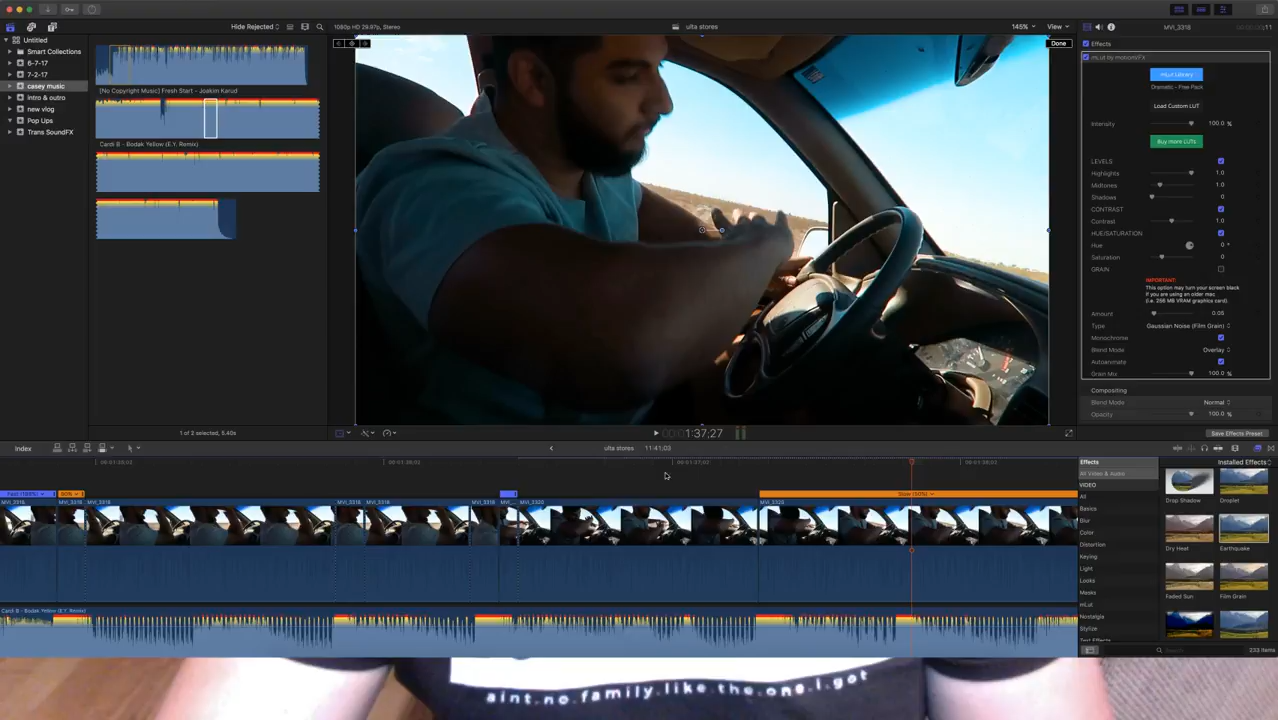 Hide Rejected
1080p HD 29.97p, Stereo
ulta stores
145%
View
MVI_3318
Untitled
Smart Collections
6-7-17
7-2-17
casey music
intro & outro
new vlog
Pop Ups
Trans SoundFX
[No Copyright Music] Fresh Start - Joakim Karud
Cardi B - Bodak Yellow (E.Y. Remix)
1 of 2 selected, 5.40s
Done
1:37;27
Effects
mLut by motionVFX
mLut Library
Dramatic - Free Pack
Load Custom LUT
Intensity 100.0 %
Buy more LUTs
LEVELS
Highlights 1.0
Midtones 1.0
Shadows 0
CONTRAST
Contrast 1.0
HUE/SATURATION
Hue 0 °
Saturation 0
GRAIN
IMPORTANT:
This option may turn your screen black
if you are using an older mac
(i.e. 256 MB VRAM graphics card).
Amount 0.05
Type Gaussian Noise (Film Grain)
Monochrome
Blend Mode Overlay
Autoanimate
Grain Mix 100.0 %
Compositing
Blend Mode Normal
Opacity 100.0 %
Save Effects Preset
Index
ulta stores
11:41;03
Slow (50%)
MVI_3318
MVI_3318
MVI_3318
MVI_3318
MVI_3320
MVI_3320
Cardi B - Bodak Yellow (E.Y. Remix)
Effects
Installed Effects
All Video & Audio
VIDEO
All
Basics
Blur
Color
Distortion
Keying
Light
Looks
Masks
mLut
Nostalgia
Stylize
Text Effects
Drop Shadow
Droplet
Dry Heat
Earthquake
Faded Sun
Film Grain
Search
233 items
aint.no.family.like.the.one.I.got